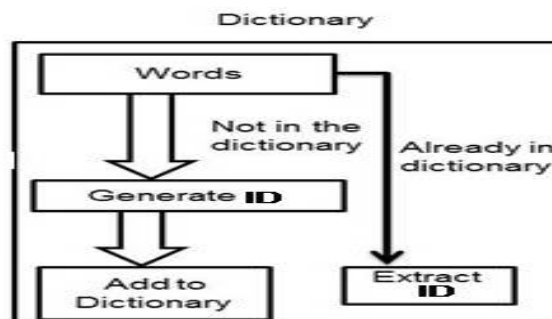 Dictionary
Words
Not in the
dictionary
Already in
dictionary
Generate ID
Add to
Dictionary
Extract
ID